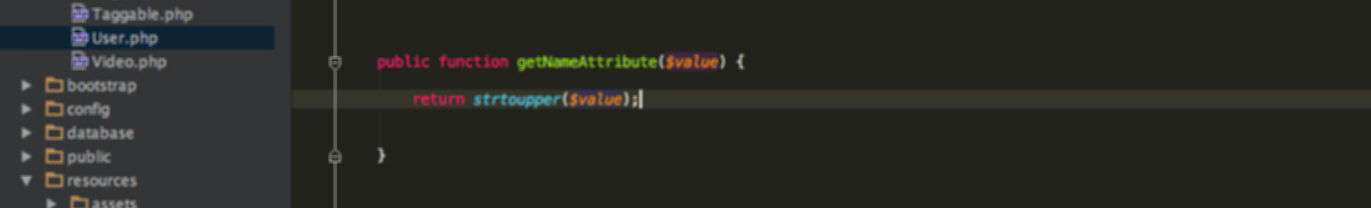 Taggable.php
User.php
Video.php
bootstrap
config
database
public
resources
assets
public function getNameAttribute($value) {
return strtoupper($value);
}